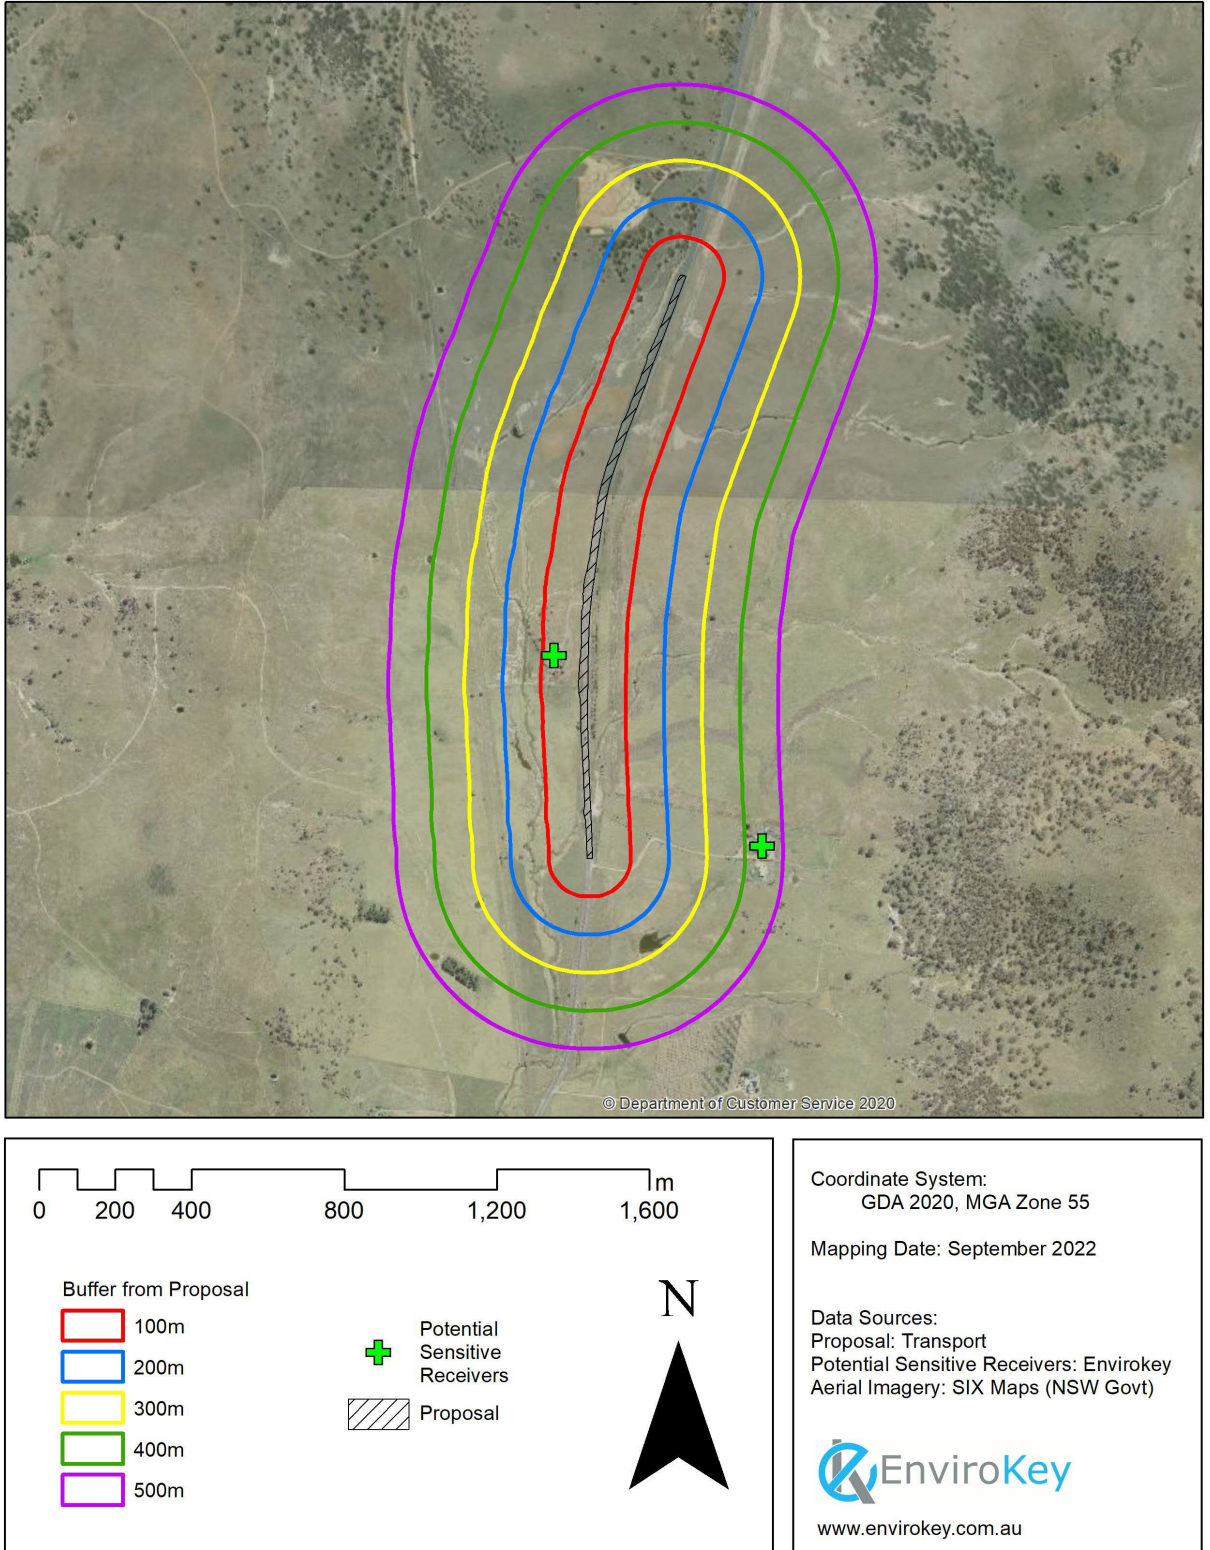 © Department of Customer Service 2020
m
0 200 400 800 1,200 1,600
Buffer from Proposal
100m
200m
300m
400m
500m
Potential
Sensitive
Receivers
Proposal
N
Coordinate System:
GDA 2020, MGA Zone 55
Mapping Date: September 2022
Data Sources:
Proposal: Transport
Potential Sensitive Receivers: Envirokey
Aerial Imagery: SIX Maps (NSW Govt)
EnviroKey
www.envirokey.com.au